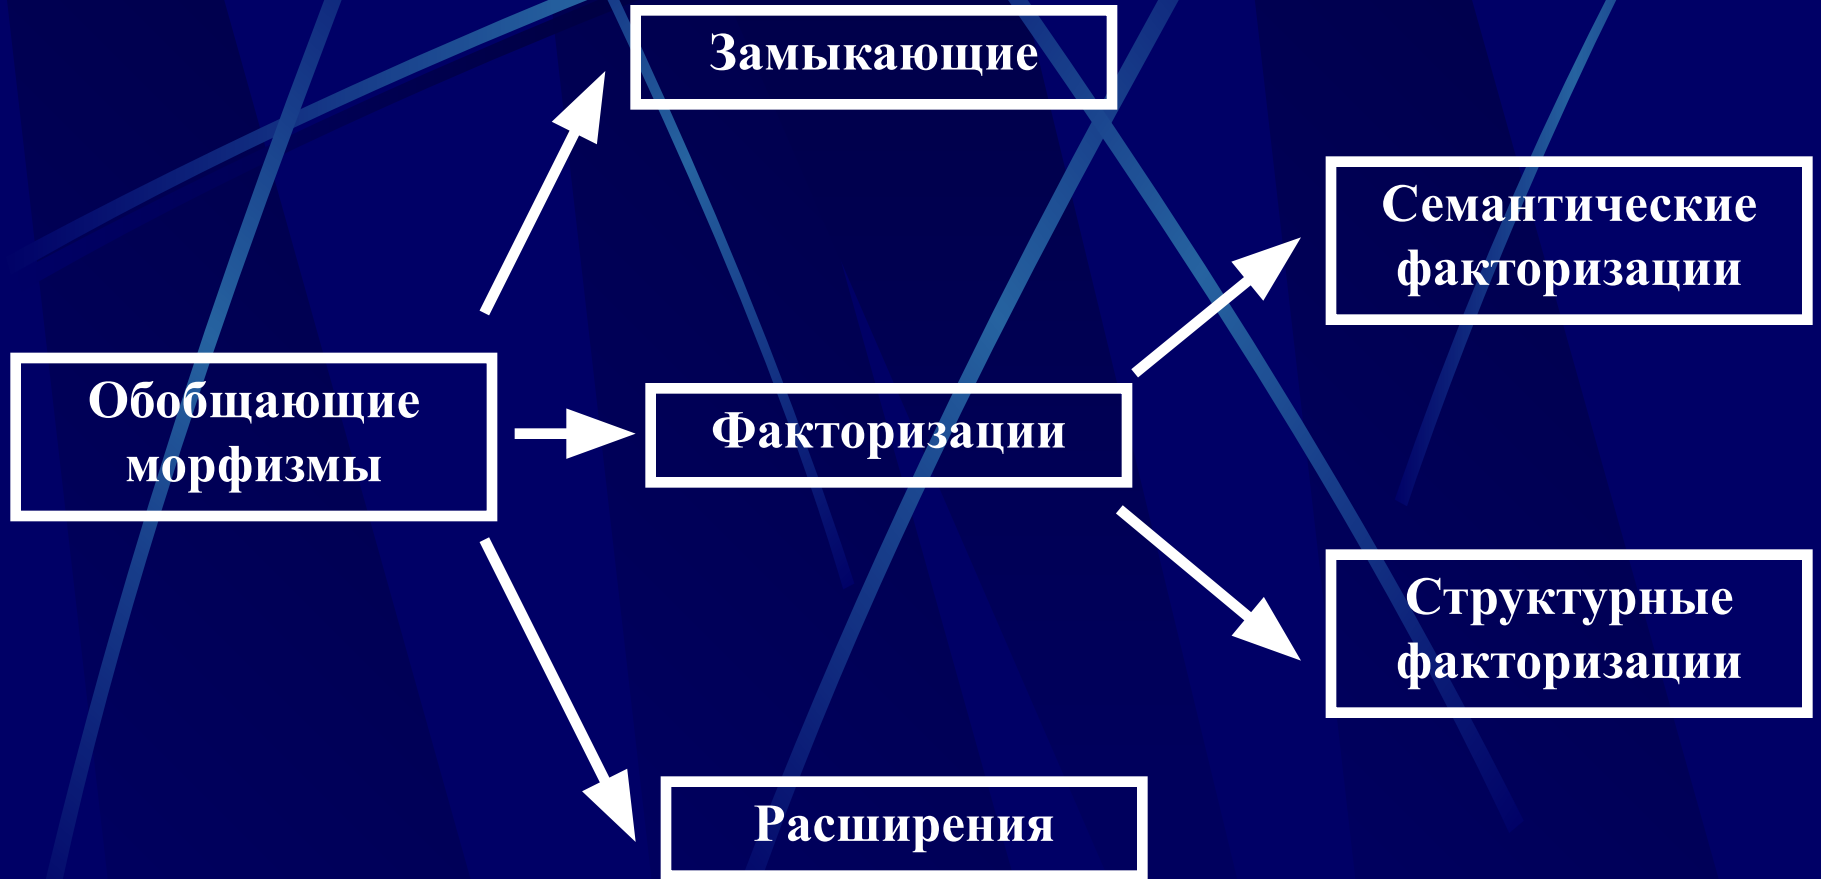 Замыкающие
Семантические
факторизации
Обобщающие
морфизмы
Факторизации
Структурные
факторизации
Расширения